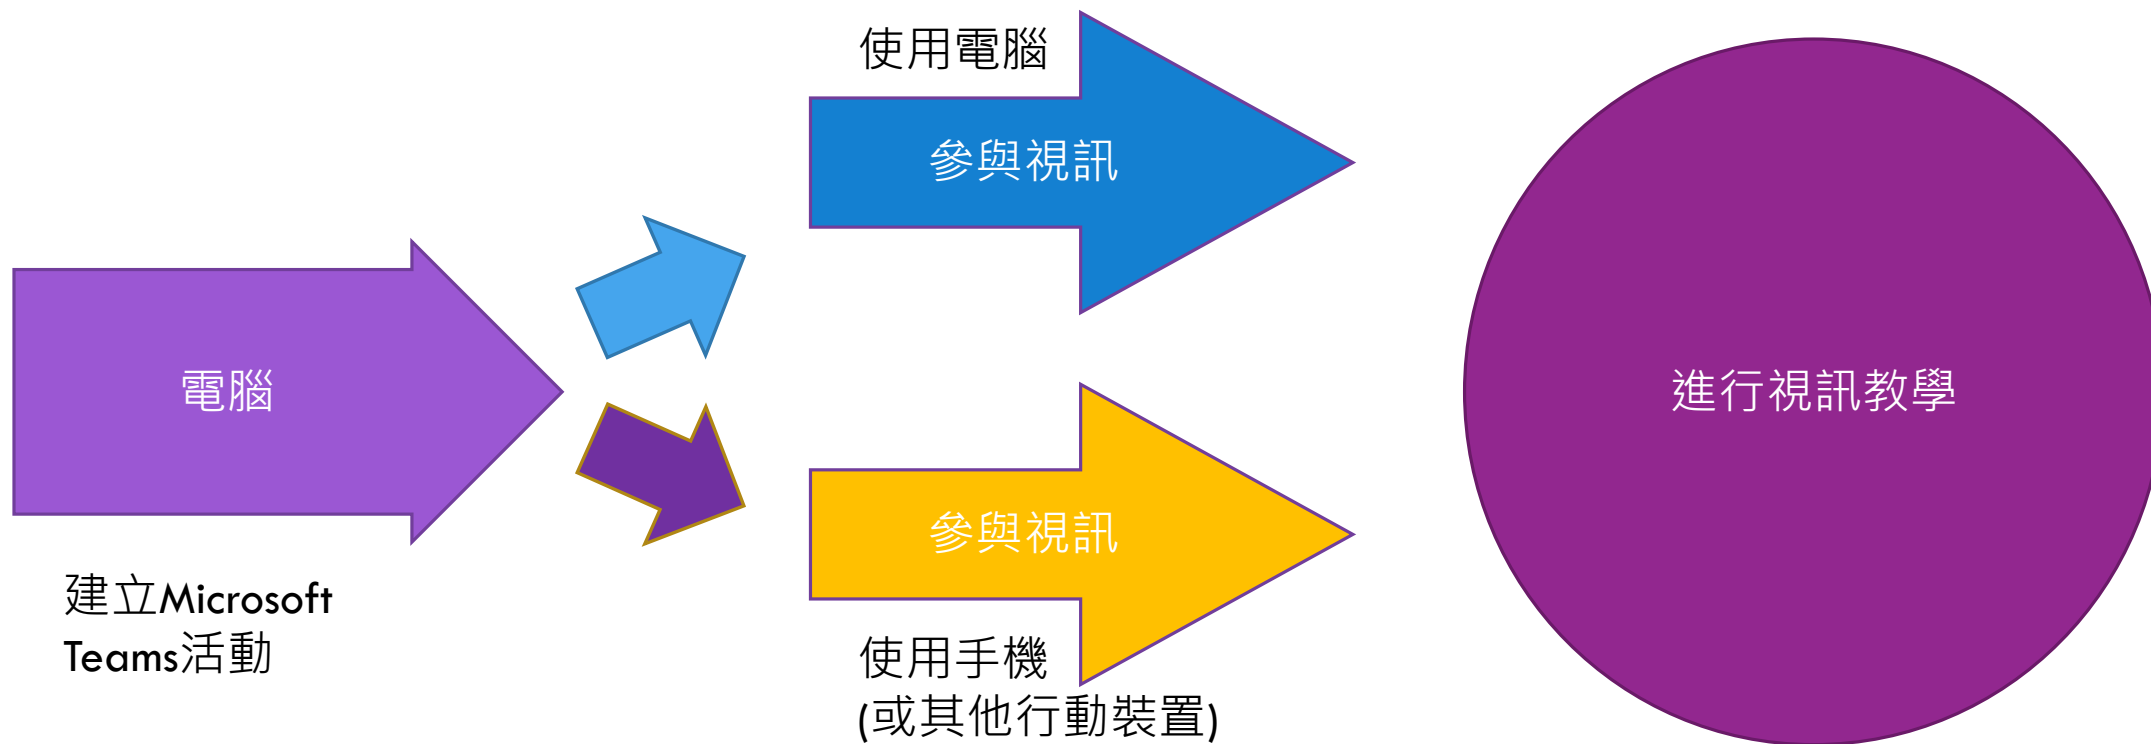 電腦
建立Microsoft
Teams活動
使用電腦
參與視訊
參與視訊
使用手機
(或其他行動裝置)
進行視訊教學